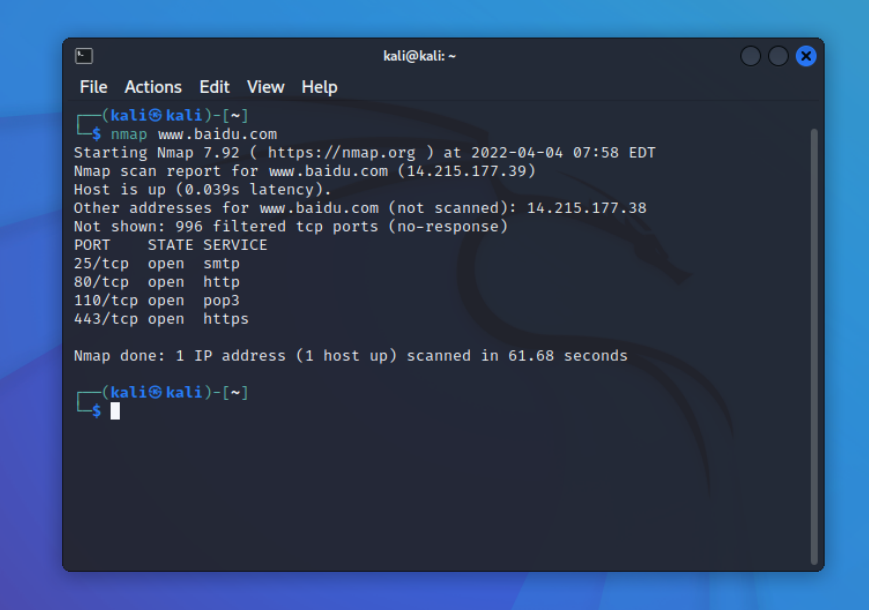 kali@kali: ~
File Actions Edit View Help
┌──(kali㉿kali)-[~]
└─$ nmap www.baidu.com
Starting Nmap 7.92 ( https://nmap.org ) at 2022-04-04 07:58 EDT
Nmap scan report for www.baidu.com (14.215.177.39)
Host is up (0.039s latency).
Other addresses for www.baidu.com (not scanned): 14.215.177.38
Not shown: 996 filtered tcp ports (no-response)
PORT    STATE SERVICE
25/tcp  open  smtp
80/tcp  open  http
110/tcp open  pop3
443/tcp open  https
Nmap done: 1 IP address (1 host up) scanned in 61.68 seconds
┌──(kali㉿kali)-[~]
└─$